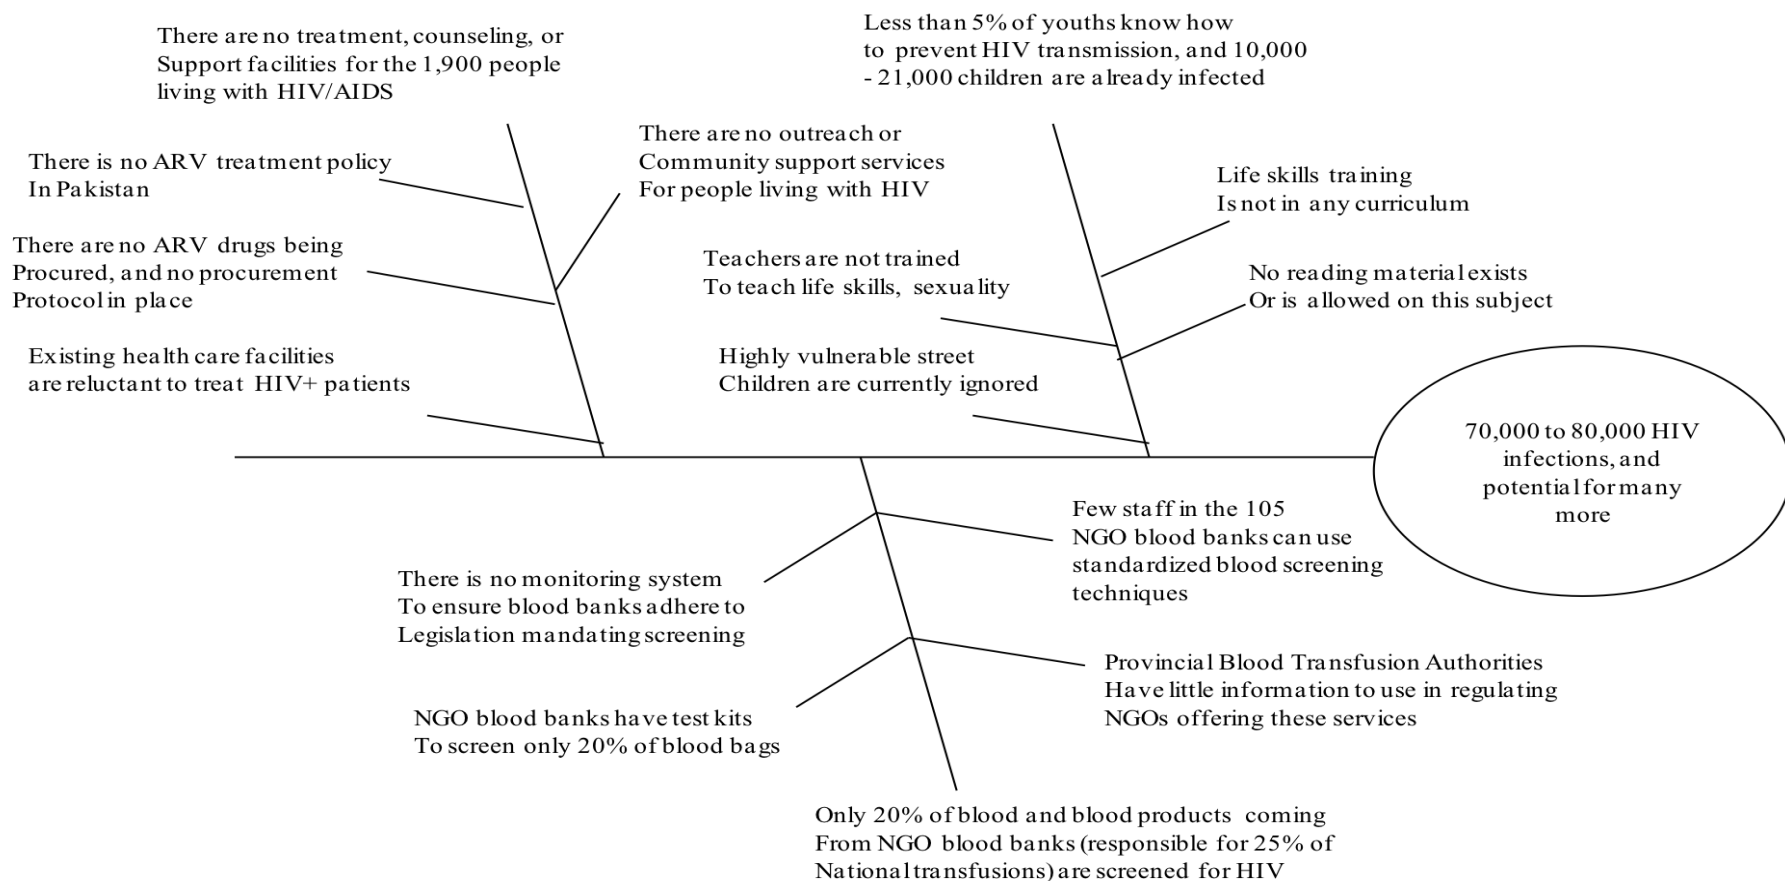 There are no treatment, counseling, or
Support facilities for the 1,900 people
living with HIV/AIDS
Less than 5% of youths know how
to prevent HIV transmission, and 10,000
- 21,000 children are already infected
There is no ARV treatment policy
In Pakistan
There are no outreach or
Community support services
For people living with HIV
Life skills training
Is not in any curriculum
There are no ARV drugs being
Procured, and no procurement
Protocol in place
Teachers are not trained
To teach life skills, sexuality
No reading material exists
Or is allowed on this subject
Existing health care facilities
are reluctant to treat HIV+ patients
Highly vulnerable street
Children are currently ignored
70,000 to 80,000 HIV
infections, and
potential for many
more
Few staff in the 105
NGO blood banks can use
standardized blood screening
techniques
There is no monitoring system
To ensure blood banks adhere to
Legislation mandating screening
Provincial Blood Transfusion Authorities
Have little information to use in regulating
NGOs offering these services
NGO blood banks have test kits
To screen only 20% of blood bags
Only 20% of blood and blood products coming
From NGO blood banks (responsible for 25% of
National transfusions) are screened for HIV